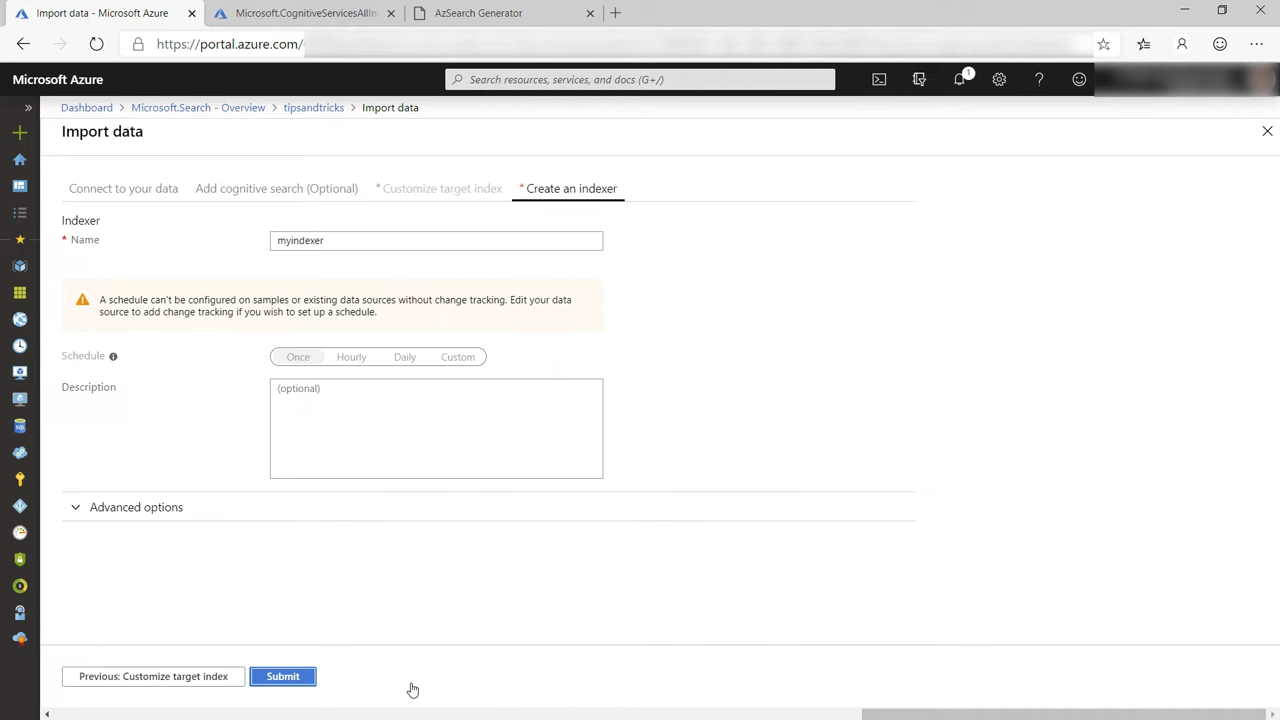 Import data - Microsoft Azure
Microsoft.CognitiveServicesAllIn
AzSearch Generator
https://portal.azure.com/
Microsoft Azure
Search resources, services, and docs (G+/)
1
Dashboard > Microsoft.Search - Overview > tipsandtricks > Import data
Import data
Connect to your data
Add cognitive search (Optional)
* Customize target index
* Create an indexer
Indexer
* Name
myindexer
A schedule can't be configured on samples or existing data sources without change tracking. Edit your data
source to add change tracking if you wish to set up a schedule.
Schedule
Once
Hourly
Daily
Custom
Description
(optional)
Advanced options
Previous: Customize target index
Submit